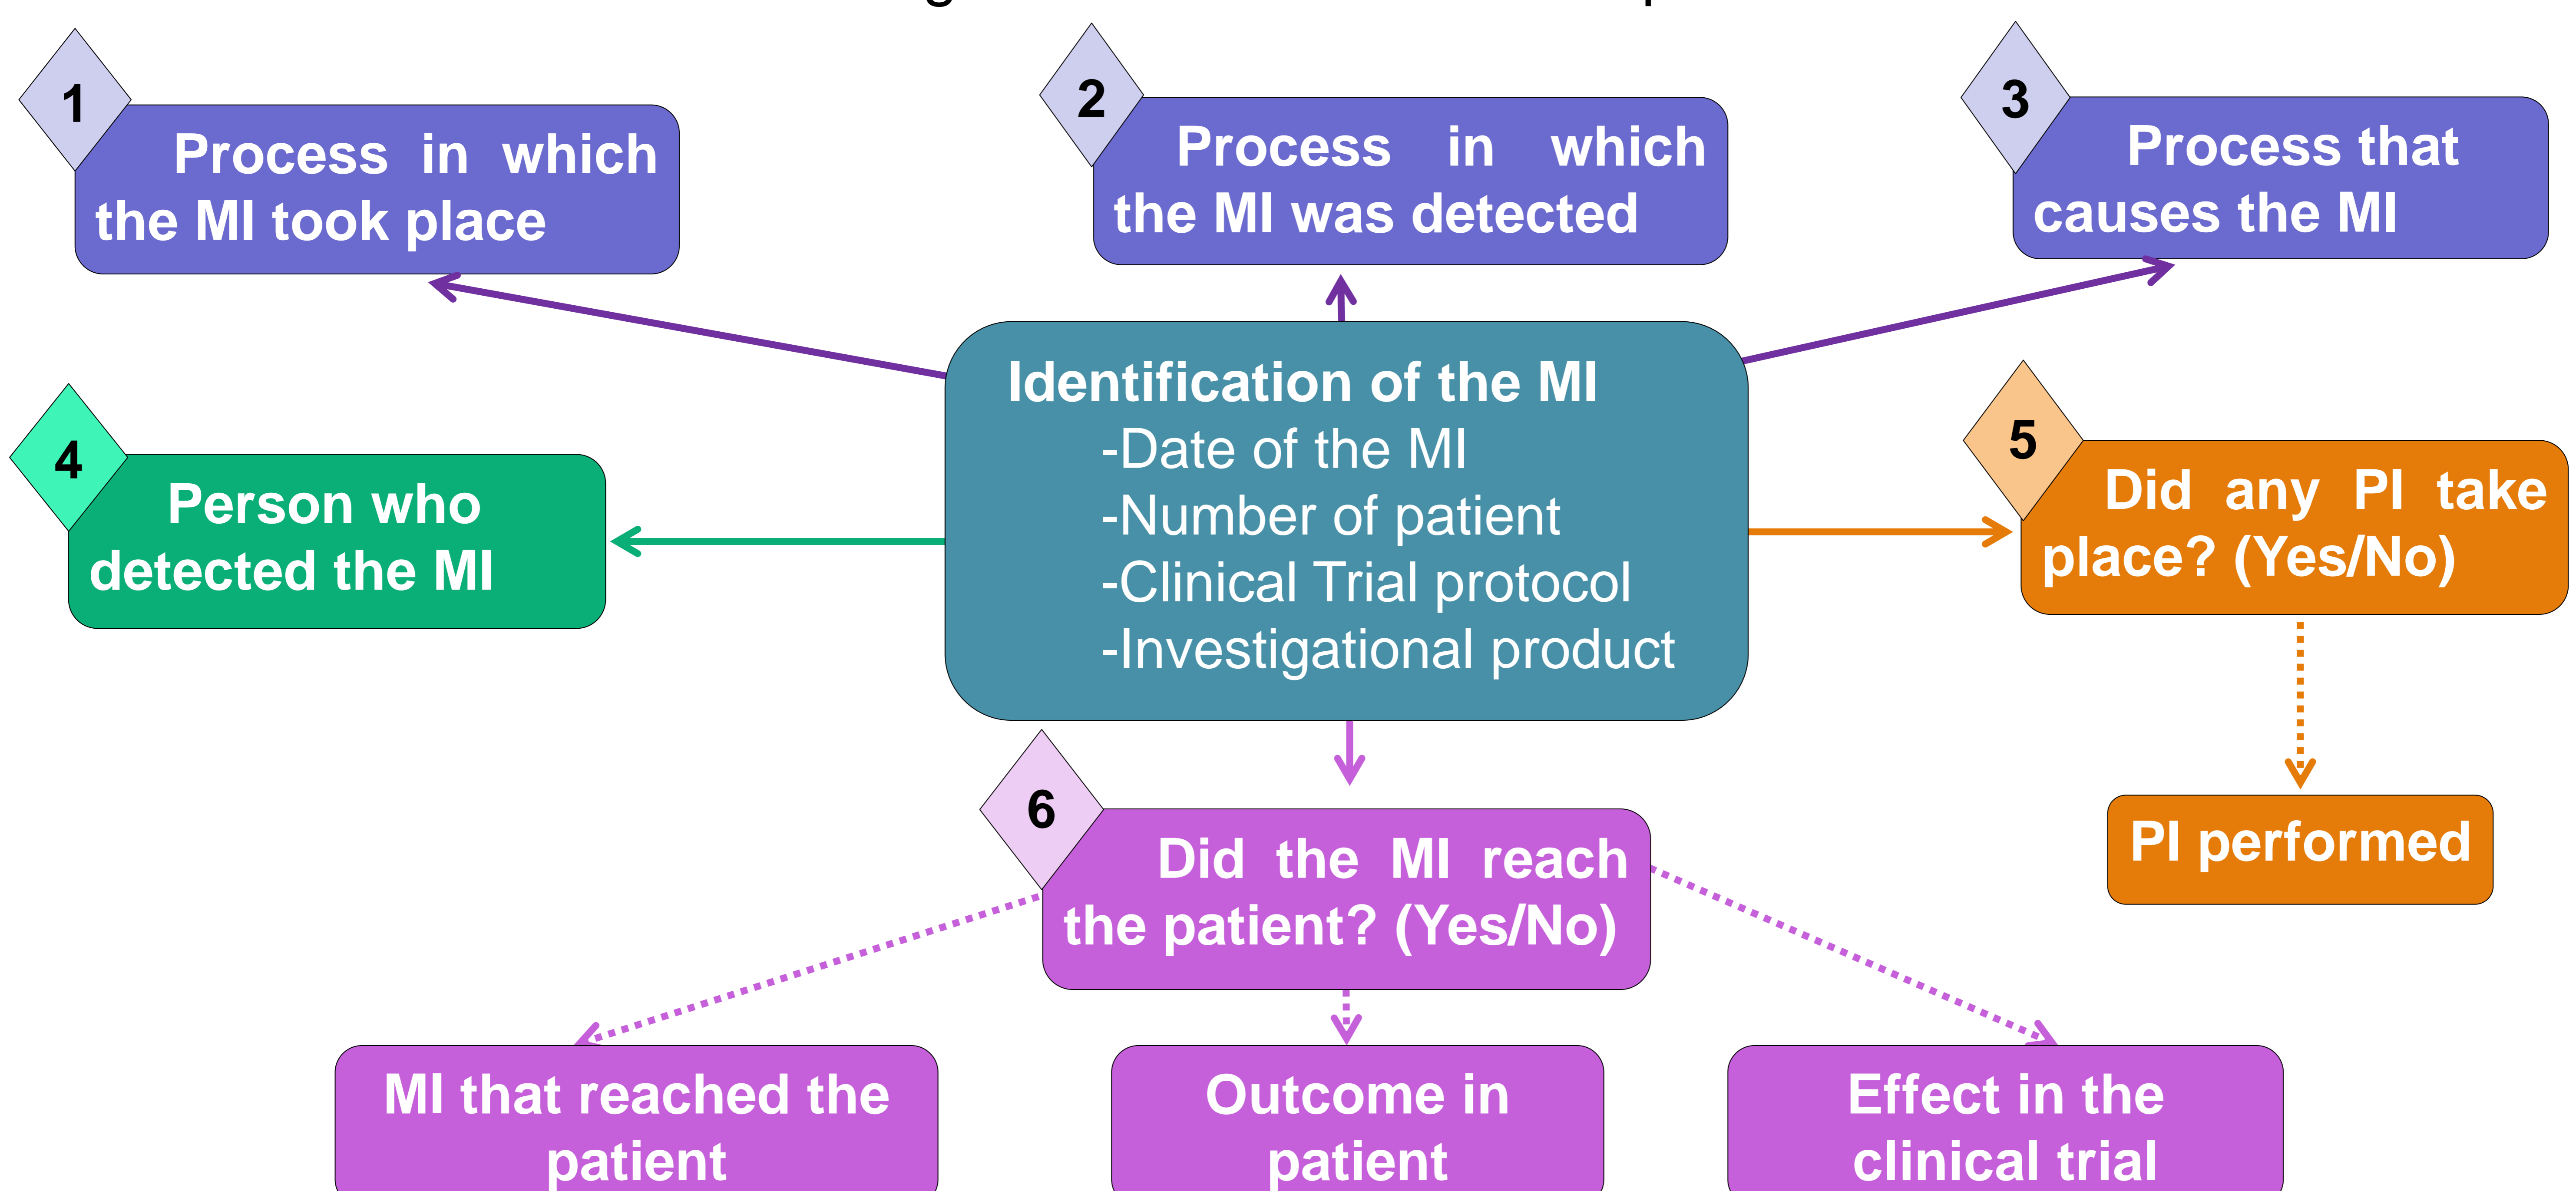 1
Process in which
the MI took place
2
Process in which
the MI was detected
3
Process that
causes the MI
Identification of the MI
-Date of the MI
-Number of patient
-Clinical Trial protocol
-Investigational product
4
Person who
detected the MI
5
Did any PI take
place? (Yes/No)
PI performed
6
Did the MI reach
the patient? (Yes/No)
MI that reached the
patient
Outcome in
patient
Effect in the
clinical trial